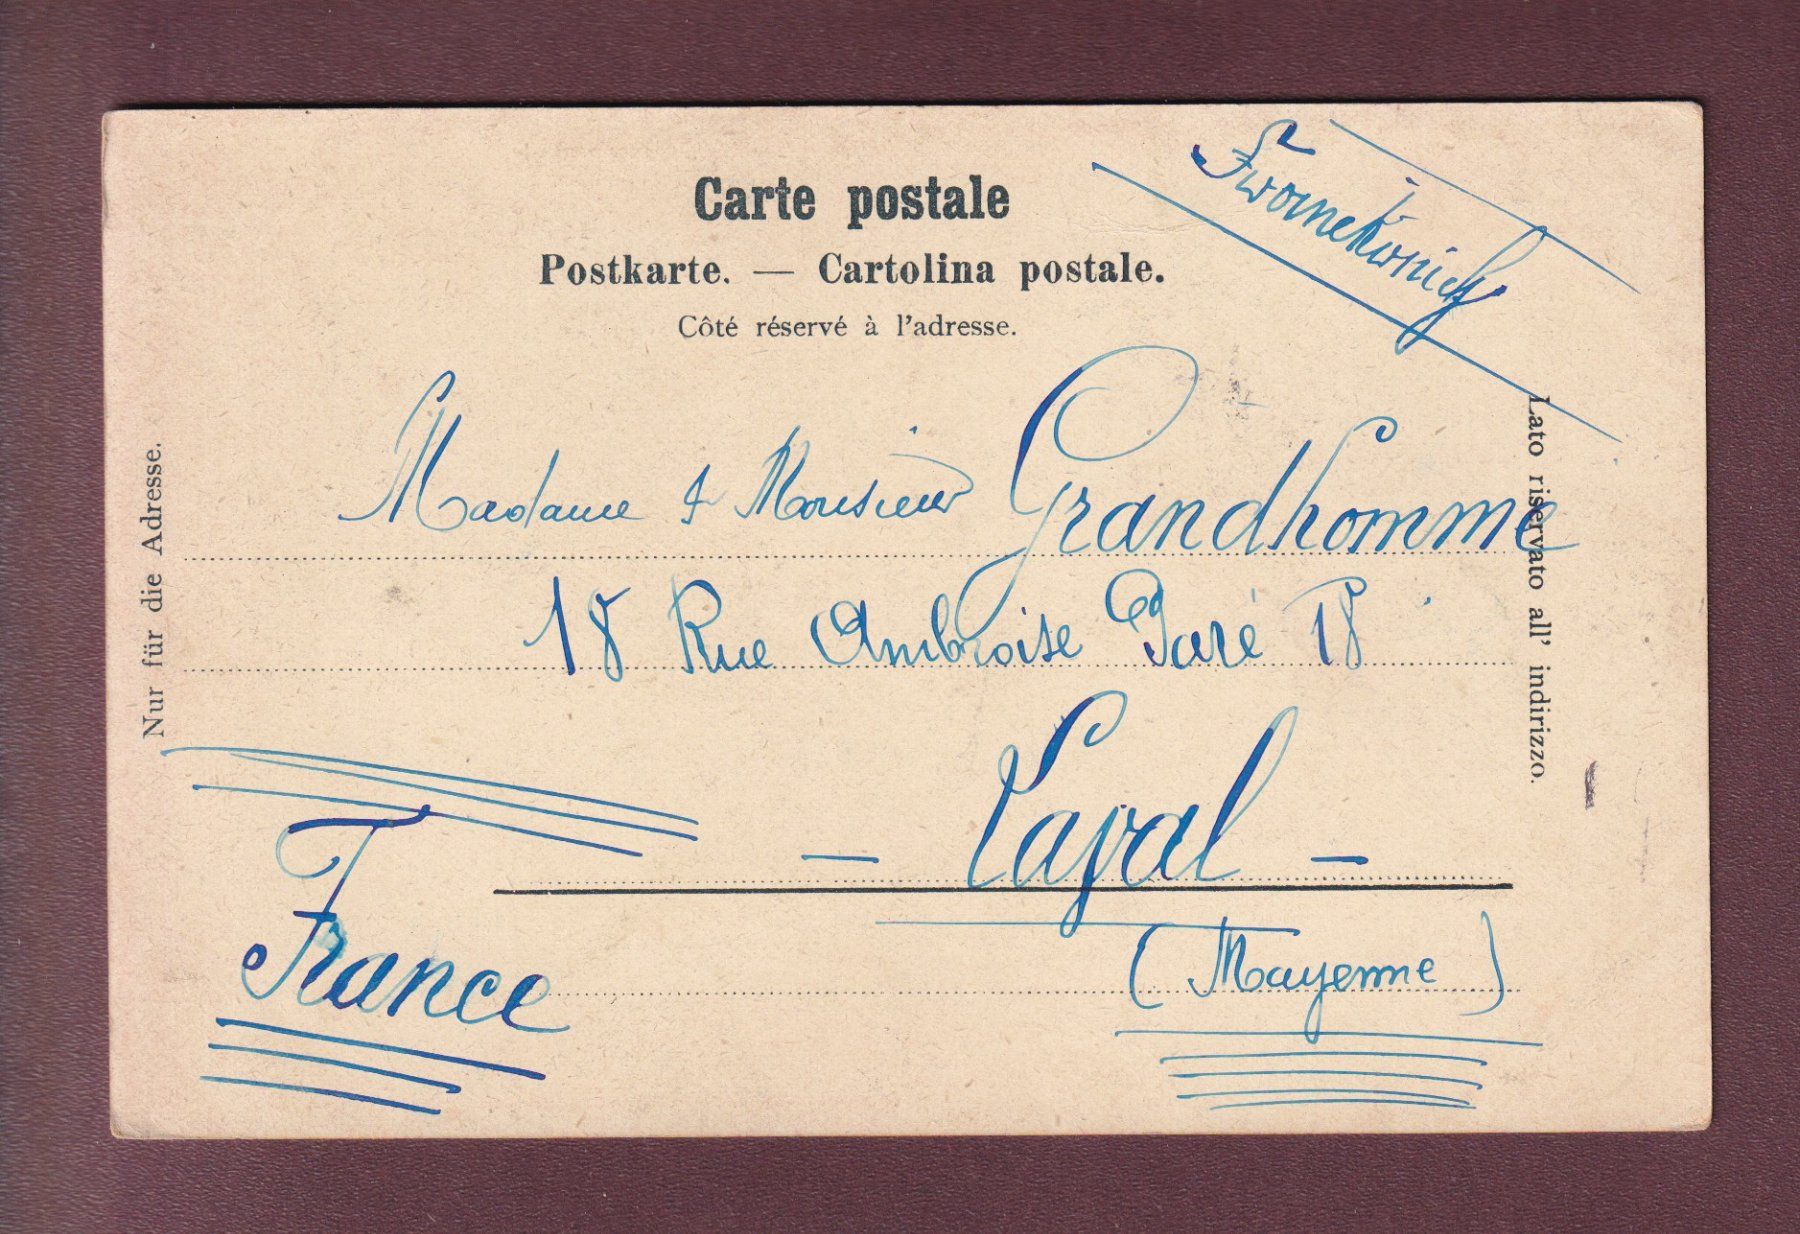 Carte postale
Postkarte. — Cartolina postale.
Côté réservé à l'adresse.
Nur für die Adresse.
Lato riservato all' indirizzo.
Madame & Monsieur Grandhomme
18 Rue Ambroise Paré 18
— Laval —
(Mayenne)
France